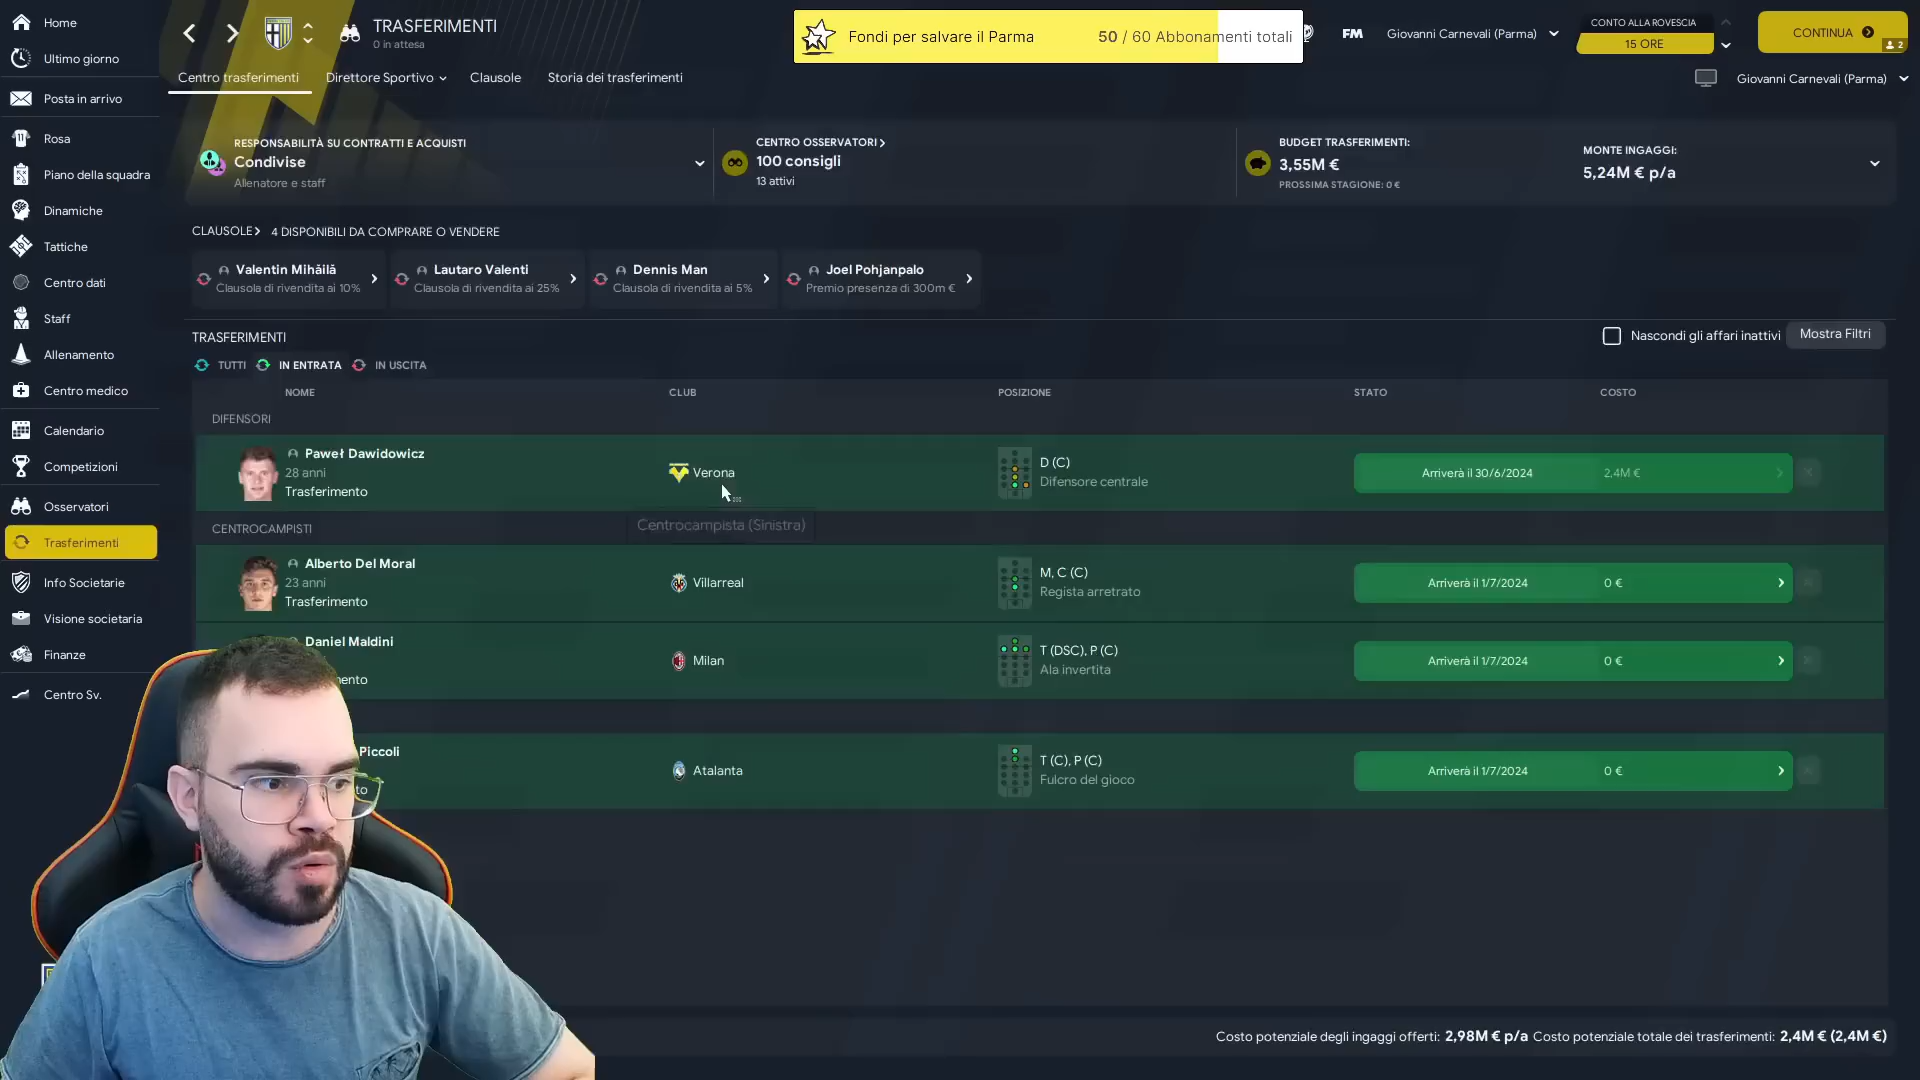 Home
Ultimo giorno
Posta in arrivo
Rosa
Piano della squadra
Dinamiche
Tattiche
Centro dati
Staff
Allenamento
Centro medico
Calendario
Competizioni
Osservatori
Trasferimenti
Info Societarie
Visione societaria
Finanze
Centro Sv.
TRASFERIMENTI
0 in attesa
Fondi per salvare il Parma 50 / 60 Abbonamenti totali
FM
Giovanni Carnevali (Parma)
CONTO ALLA ROVESCIA
15 ORE
CONTINUA
2
Centro trasferimenti Direttore Sportivo Clausole Storia dei trasferimenti
Giovanni Carnevali (Parma)
RESPONSABILITÀ SU CONTRATTI E ACQUISTI
Condivise
Allenatore e staff
CENTRO OSSERVATORI
100 consigli
13 attivi
BUDGET TRASFERIMENTI:
3,55M €
PROSSIMA STAGIONE: 0 €
MONTE INGAGGI:
5,24M € p/a
CLAUSOLE 4 DISPONIBILI DA COMPRARE O VENDERE
Valentin Mihăilă
Clausola di rivendita ai 10%
Lautaro Valenti
Clausola di rivendita ai 25%
Dennis Man
Clausola di rivendita ai 5%
Joel Pohjanpalo
Premio presenza di 300m €
TRASFERIMENTI
Nascondi gli affari inattivi Mostra Filtri
TUTTI IN ENTRATA IN USCITA
NOME CLUB POSIZIONE STATO COSTO
DIFENSORI
Paweł Dawidowicz
28 anni
Trasferimento
Verona
D (C)
Difensore centrale
Arriverà il 30/6/2024 2,4M €
Centrocampista (Sinistra)
CENTROCAMPISTI
Alberto Del Moral
23 anni
Trasferimento
Villarreal
M, C (C)
Regista arretrato
Arriverà il 1/7/2024 0 €
Daniel Maldini
mento
Milan
T (DSC), P (C)
Ala invertita
Arriverà il 1/7/2024 0 €
Piccoli
to
Atalanta
T (C), P (C)
Fulcro del gioco
Arriverà il 1/7/2024 0 €
Costo potenziale degli ingaggi offerti: 2,98M € p/a Costo potenziale totale dei trasferimenti: 2,4M € (2,4M €)